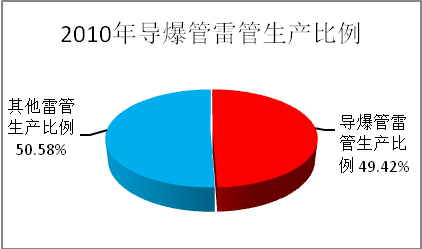 2010年导爆管雷管生产比例
其他雷管
生产比例
50.58%
导爆管雷
管生产比
例 49.42%